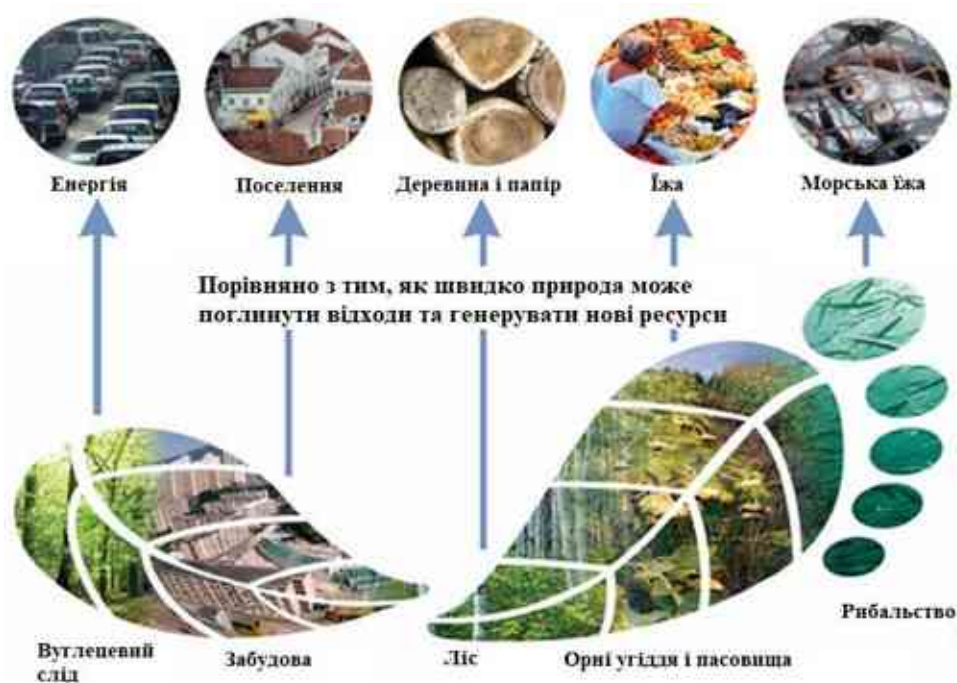 Енергія
Поселення
Деревина і папір
Їжа
Морська їжа
Порівняно з тим, як швидко природа може
поглинути відходи та генерувати нові ресурси
Вуглецевий
слід
Забудова
Ліс
Орні угіддя і пасовища
Рибальство